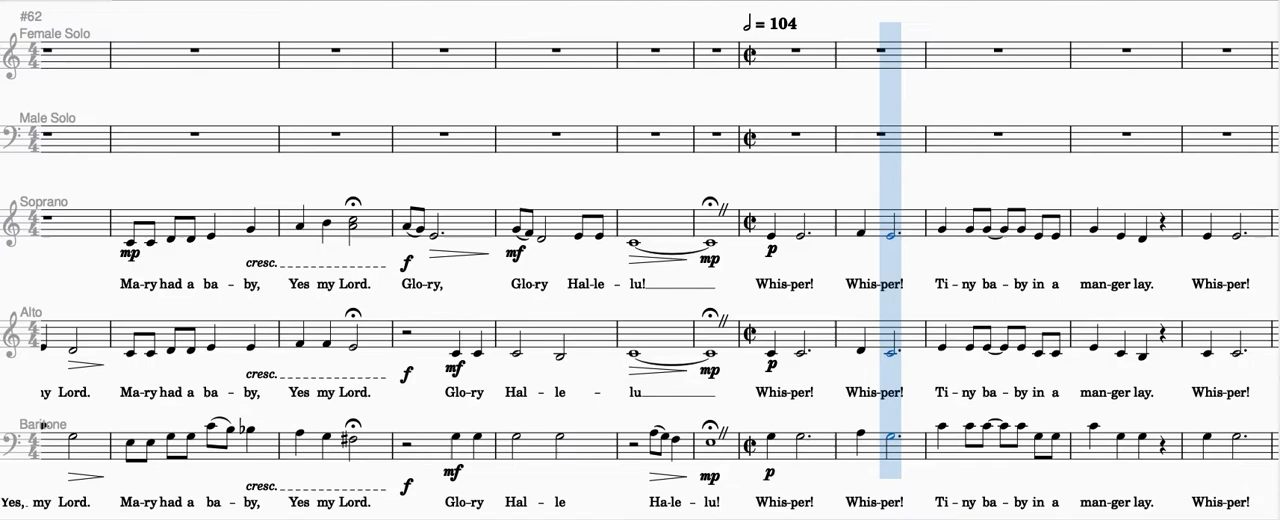 #62
𝅗𝅥 = 104
Female Solo
Male Solo
Soprano
mp
cresc.
f
mf
mp
p
Ma-ry had a ba - by, Yes my Lord. Glo-ry, Glo-ry Hal-le - lu! Whis-per! Whis-per! Ti - ny ba - by in a man-ger lay. Whis-per!
Alto
cresc.
f
mf
mp
p
Lord. Ma-ry had a ba - by, Yes my Lord. Glo-ry Hal - le - lu Whis-per! Whis-per! Ti - ny ba - by in a man-ger lay. Whis-per!
Baritone
cresc.
f
mf
mp
p
Yes, my Lord. Ma-ry had a ba - by, Yes my Lord. Glo-ry Hal - le Ha-le - lu! Whis-per! Whis-per! Ti - ny ba - by in a man-ger lay. Whis-per!